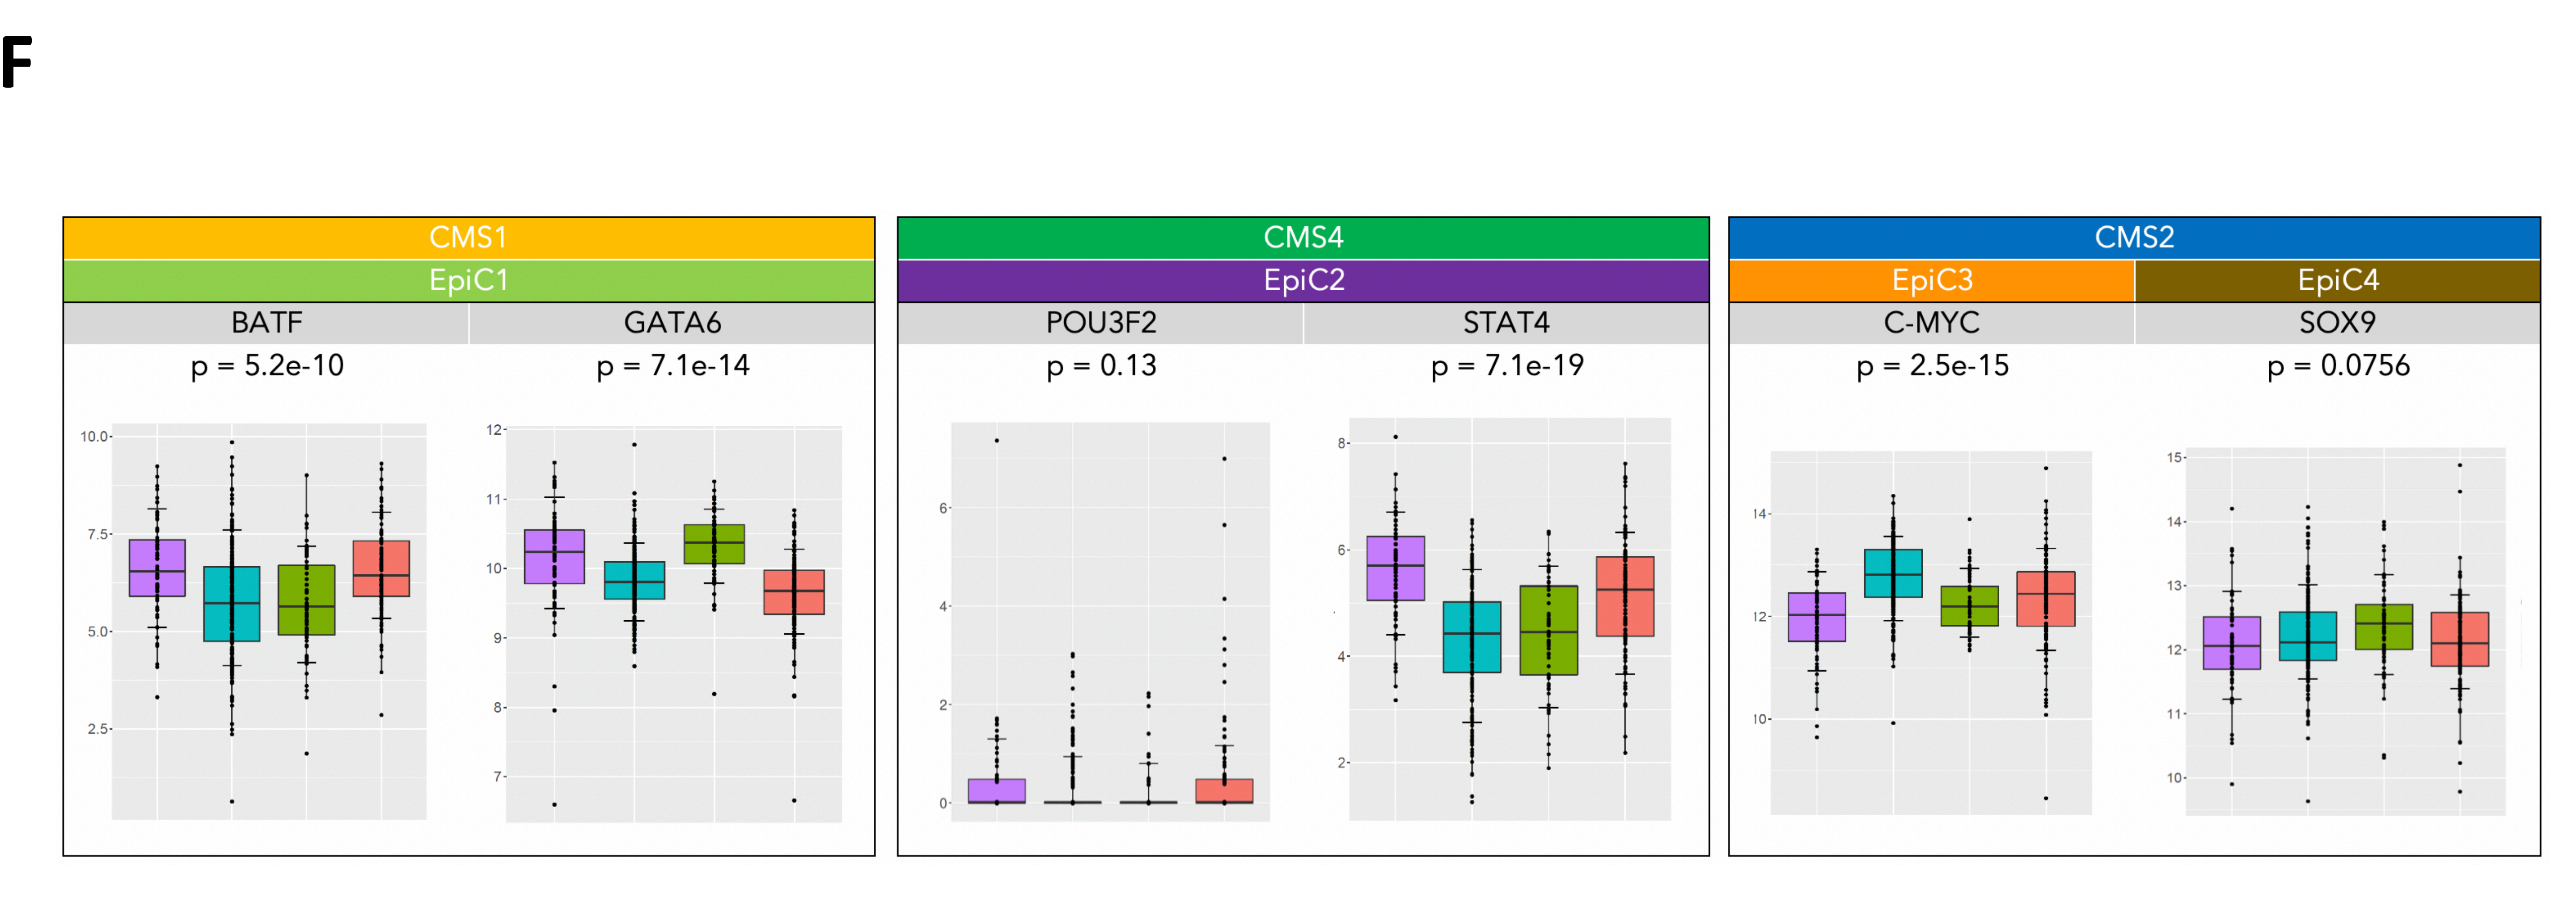 F
CMS1
EpiC1
BATF GATA6
p = 5.2e-10 p = 7.1e-14
10.0
7.5
5.0
2.5
12
11
10
9
8
7
CMS4
EpiC2
POU3F2 STAT4
p = 0.13 p = 7.1e-19
6
4
2
0
8
6
4
2
CMS2
EpiC3 EpiC4
C-MYC SOX9
p = 2.5e-15 p = 0.0756
14
12
10
15
14
13
12
11
10